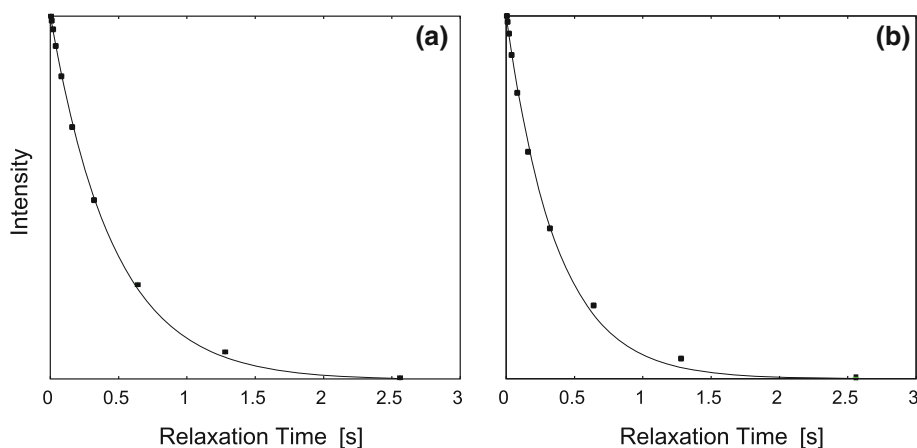 (a)
(b)
Intensity
0 0.5 1 1.5 2 2.5 3
0 0.5 1 1.5 2 2.5 3
Relaxation Time [s]
Relaxation Time [s]